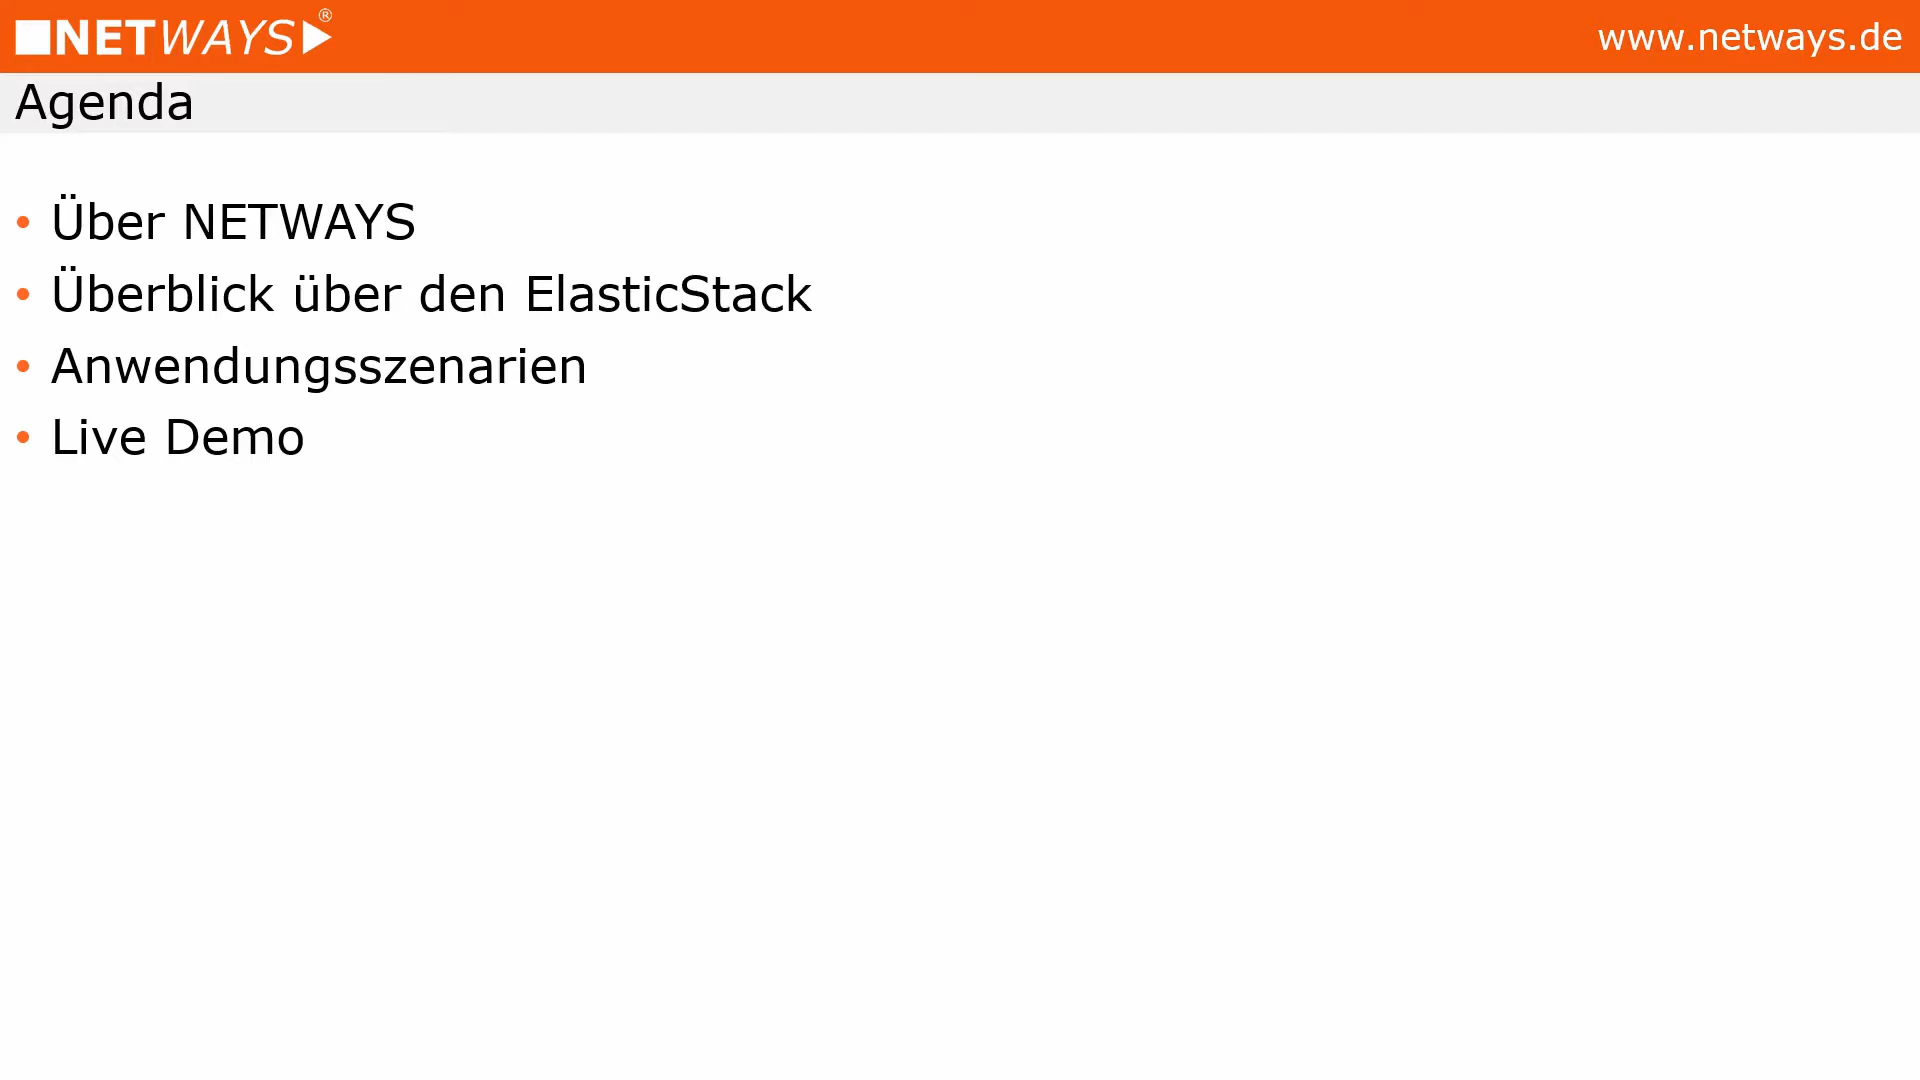 NETWAYS®
www.netways.de
Agenda
• Über NETWAYS
• Überblick über den ElasticStack
• Anwendungsszenarien
• Live Demo